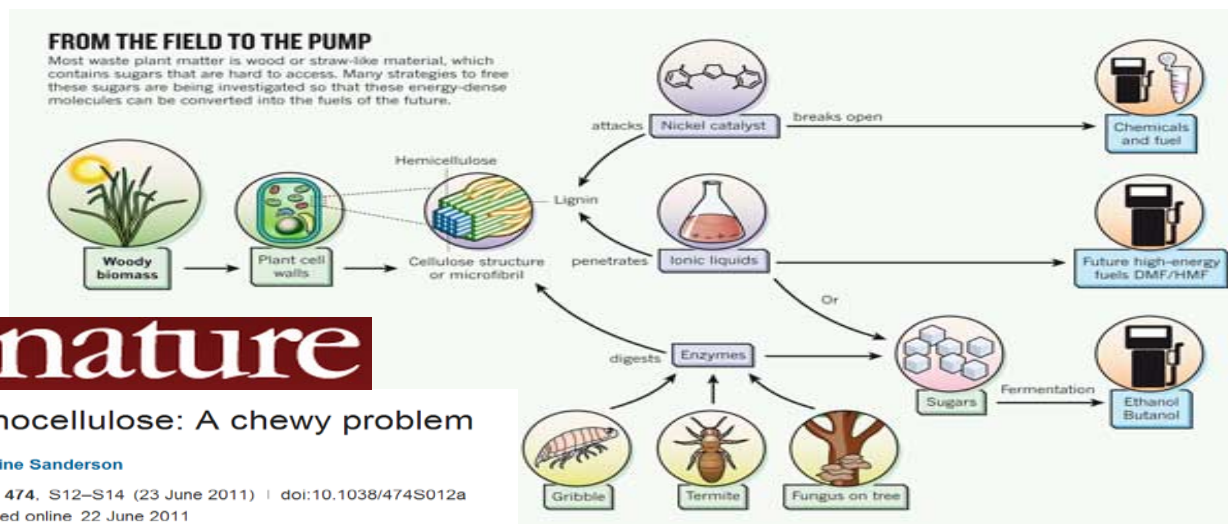 FROM THE FIELD TO THE PUMP
Most waste plant matter is wood or straw-like material, which
contains sugars that are hard to access. Many strategies to free
these sugars are being investigated so that these energy-dense
molecules can be converted into the fuels of the future.
Woody
biomass
Plant cell
walls
Hemicellulose
Lignin
Cellulose structure
or microfibril
attacks
Nickel catalyst
breaks open
Chemicals
and fuel
penetrates
Ionic liquids
Future high-energy
fuels DMF/HMF
Or
digests
Enzymes
Sugars
Fermentation
Ethanol
Butanol
Gribble
Termite
Fungus on tree
nature
nocellulose: A chewy problem
ine Sanderson
474, S12–S14 (23 June 2011) | doi:10.1038/474S012a
ed online 22 June 2011